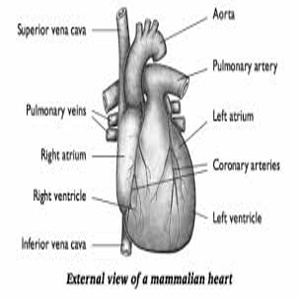 Aorta
Superior vena cava
Pulmonary artery
Pulmonary veins
Left atrium
Right atrium
Coronary arteries
Right ventricle
Left ventricle
Inferior vena cava
External view of a mammalian heart